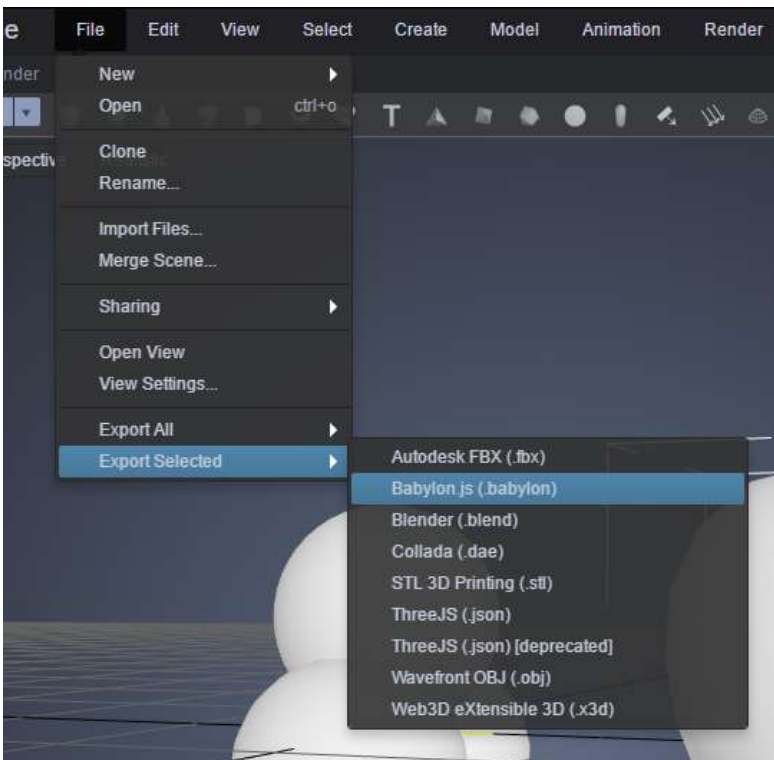 e File Edit View Select Create Model Animation Render
nder
New
Open ctrl+o
T
spectiv
Clone
Rename...
Import Files...
Merge Scene...
Sharing
Open View
View Settings...
Export All
Export Selected
Autodesk FBX (.fbx)
Babylon.js (.babylon)
Blender (.blend)
Collada (.dae)
STL 3D Printing (.stl)
ThreeJS (.json)
ThreeJS (.json) [deprecated]
Wavefront OBJ (.obj)
Web3D eXtensible 3D (.x3d)